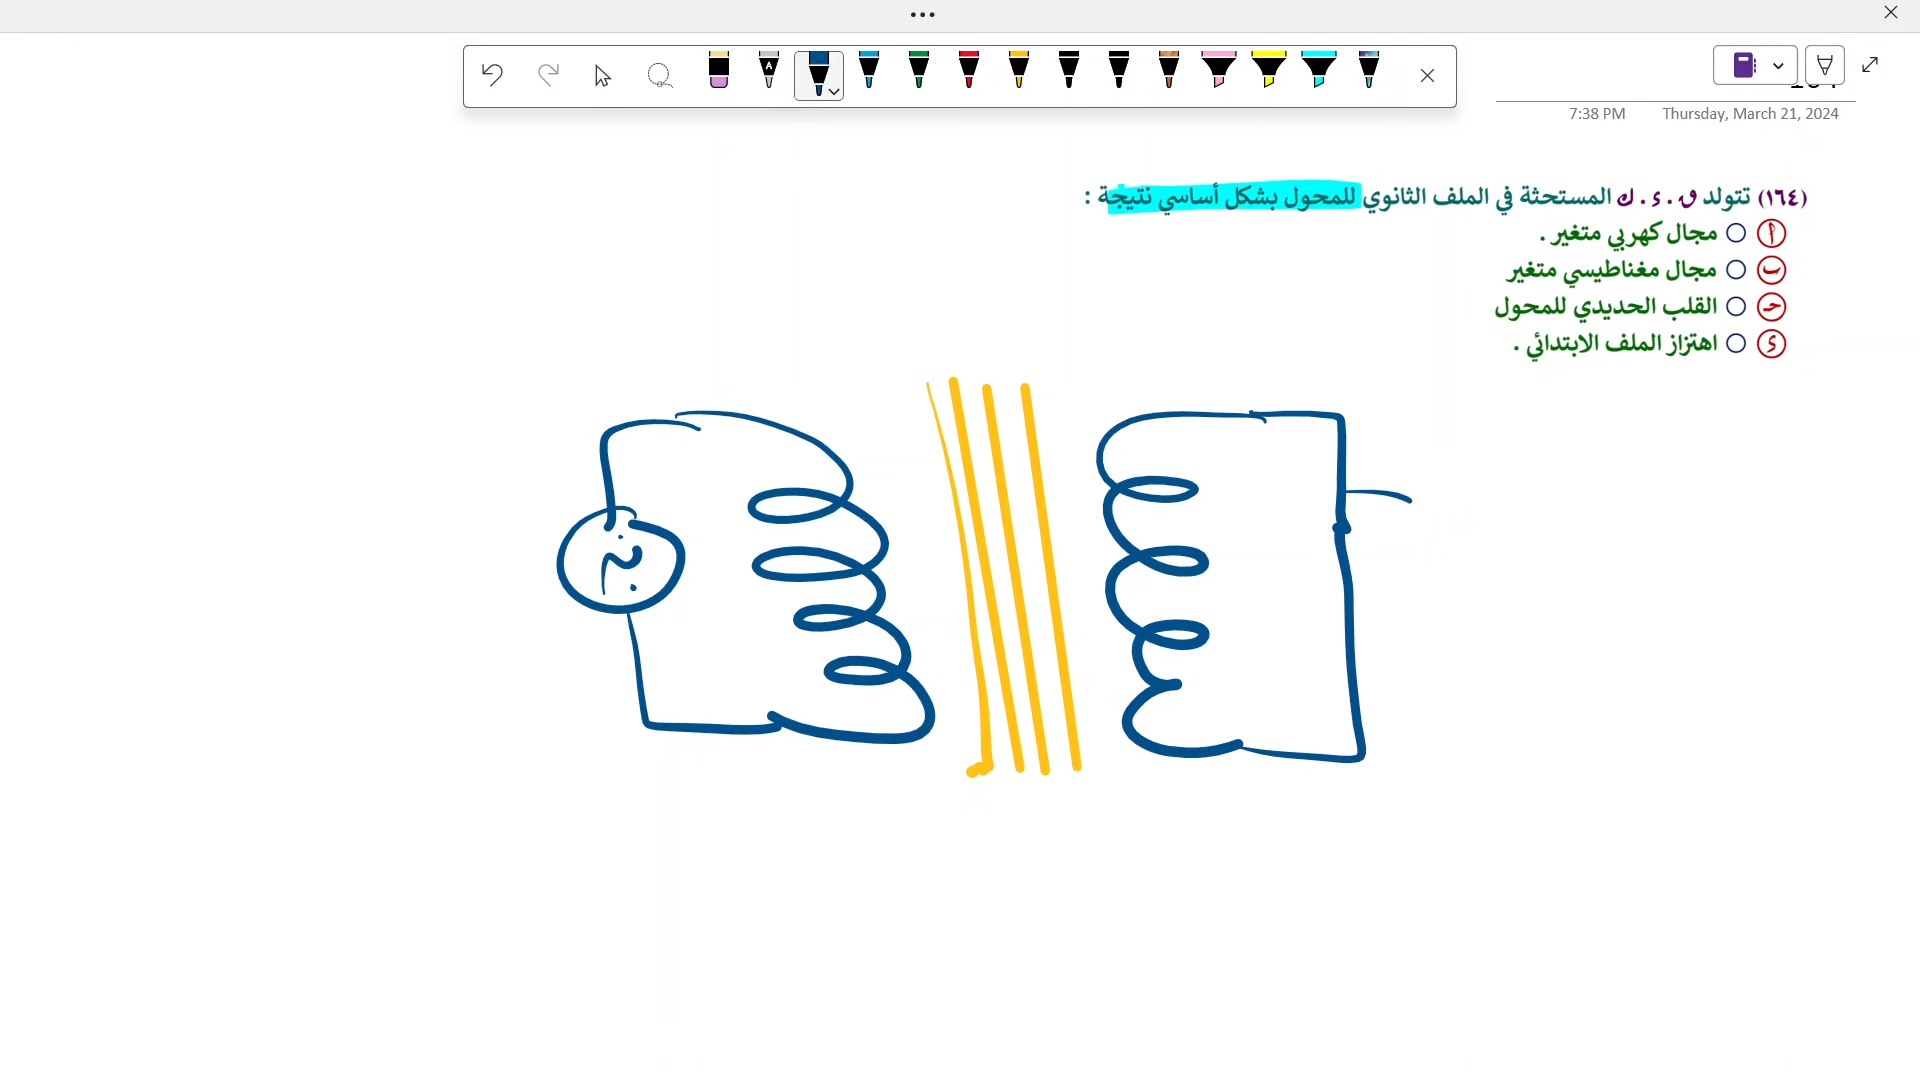 7:38 PM Thursday, March 21, 2024
(١٦٤) تتولد ق . ء . ك المستحثة في الملف الثانوي للمحول بشكل أساسي نتيجة :
أ مجال كهربي متغير .
ب مجال مغناطيسي متغير
حـ القلب الحديدي للمحول
ء اهتزاز الملف الابتدائي .